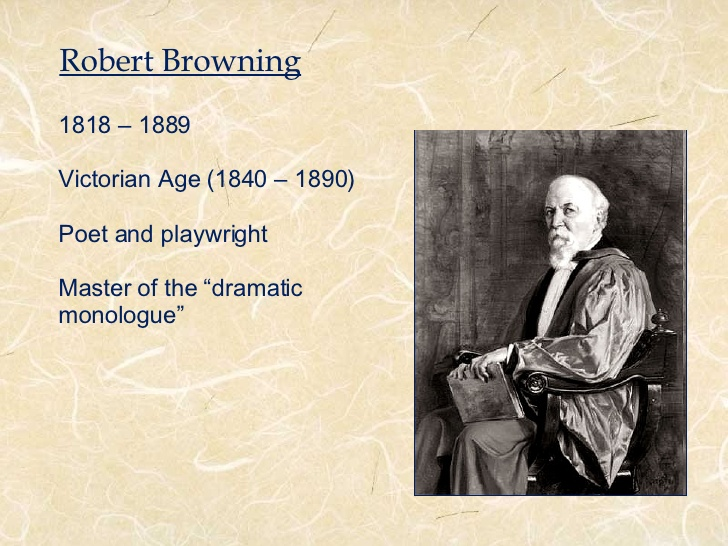 Robert Browning
1818 – 1889
Victorian Age (1840 – 1890)
Poet and playwright
Master of the “dramatic
monologue”